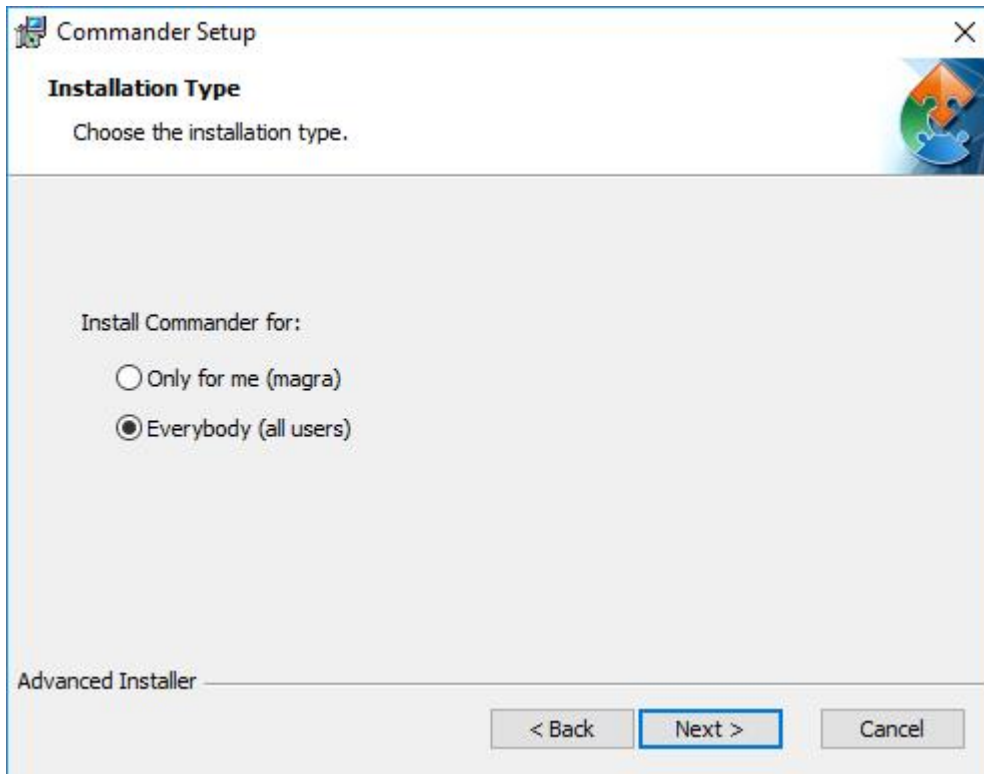 Commander Setup
Installation Type
Choose the installation type.
Install Commander for:
Only for me (magra)
Everybody (all users)
Advanced Installer
< Back Next > Cancel